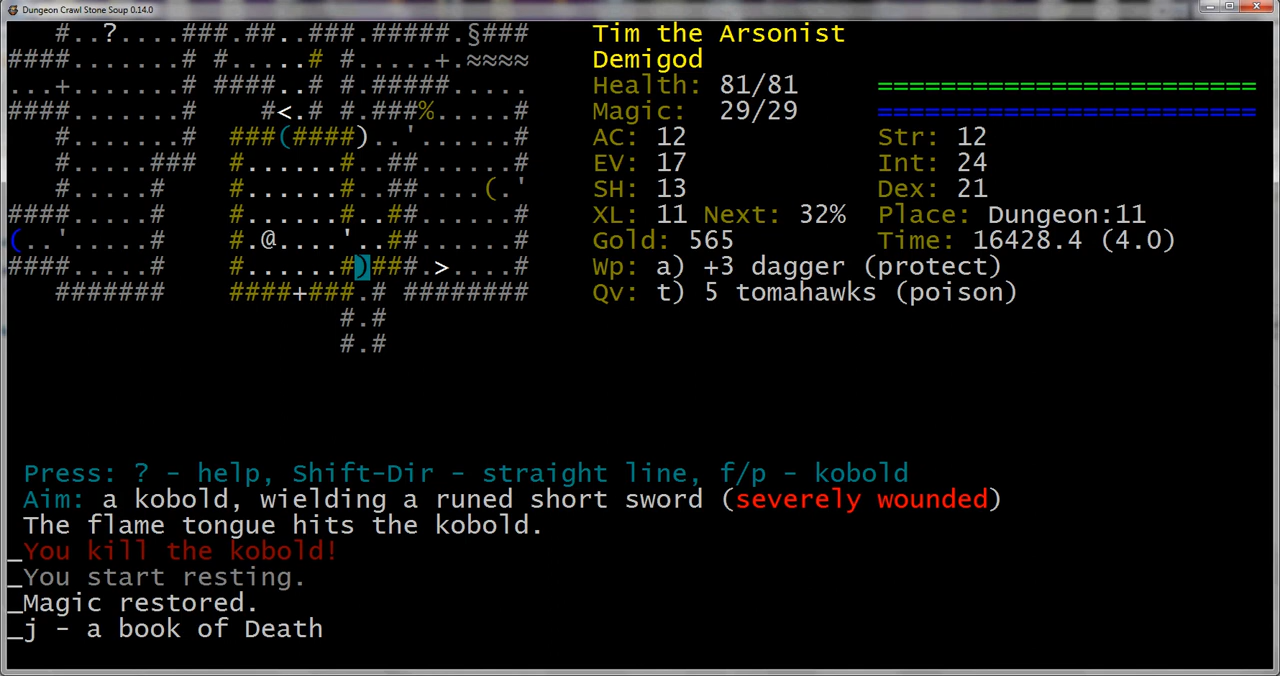 Dungeon Crawl Stone Soup 0.14.0
#..?....###.##..###.#####.§### Tim the Arsonist
####.......# #.....# #.....+.≈≈≈≈ Demigod
...+.......# ####..# #.#####..... Health: 81/81 ========================
####.......# #<.# #.###%.....# Magic: 29/29 ========================
#.......# ###(####)..'......# AC: 12 Str: 12
#.....### #......#..##......# EV: 17 Int: 24
#.....# #......#..##....(.' SH: 13 Dex: 21
####.....# #......#..##.......# XL: 11 Next: 32% Place: Dungeon:11
(..'.....# #.@....'..##.......# Gold: 565 Time: 16428.4 (4.0)
####.....# #......#)###.>....# Wp: a) +3 dagger (protect)
####### ####+###.# ######## Qv: t) 5 tomahawks (poison)
#.#
#.#
Press: ? - help, Shift-Dir - straight line, f/p - kobold
Aim: a kobold, wielding a runed short sword (severely wounded)
The flame tongue hits the kobold.
_You kill the kobold!
_You start resting.
_Magic restored.
_j - a book of Death